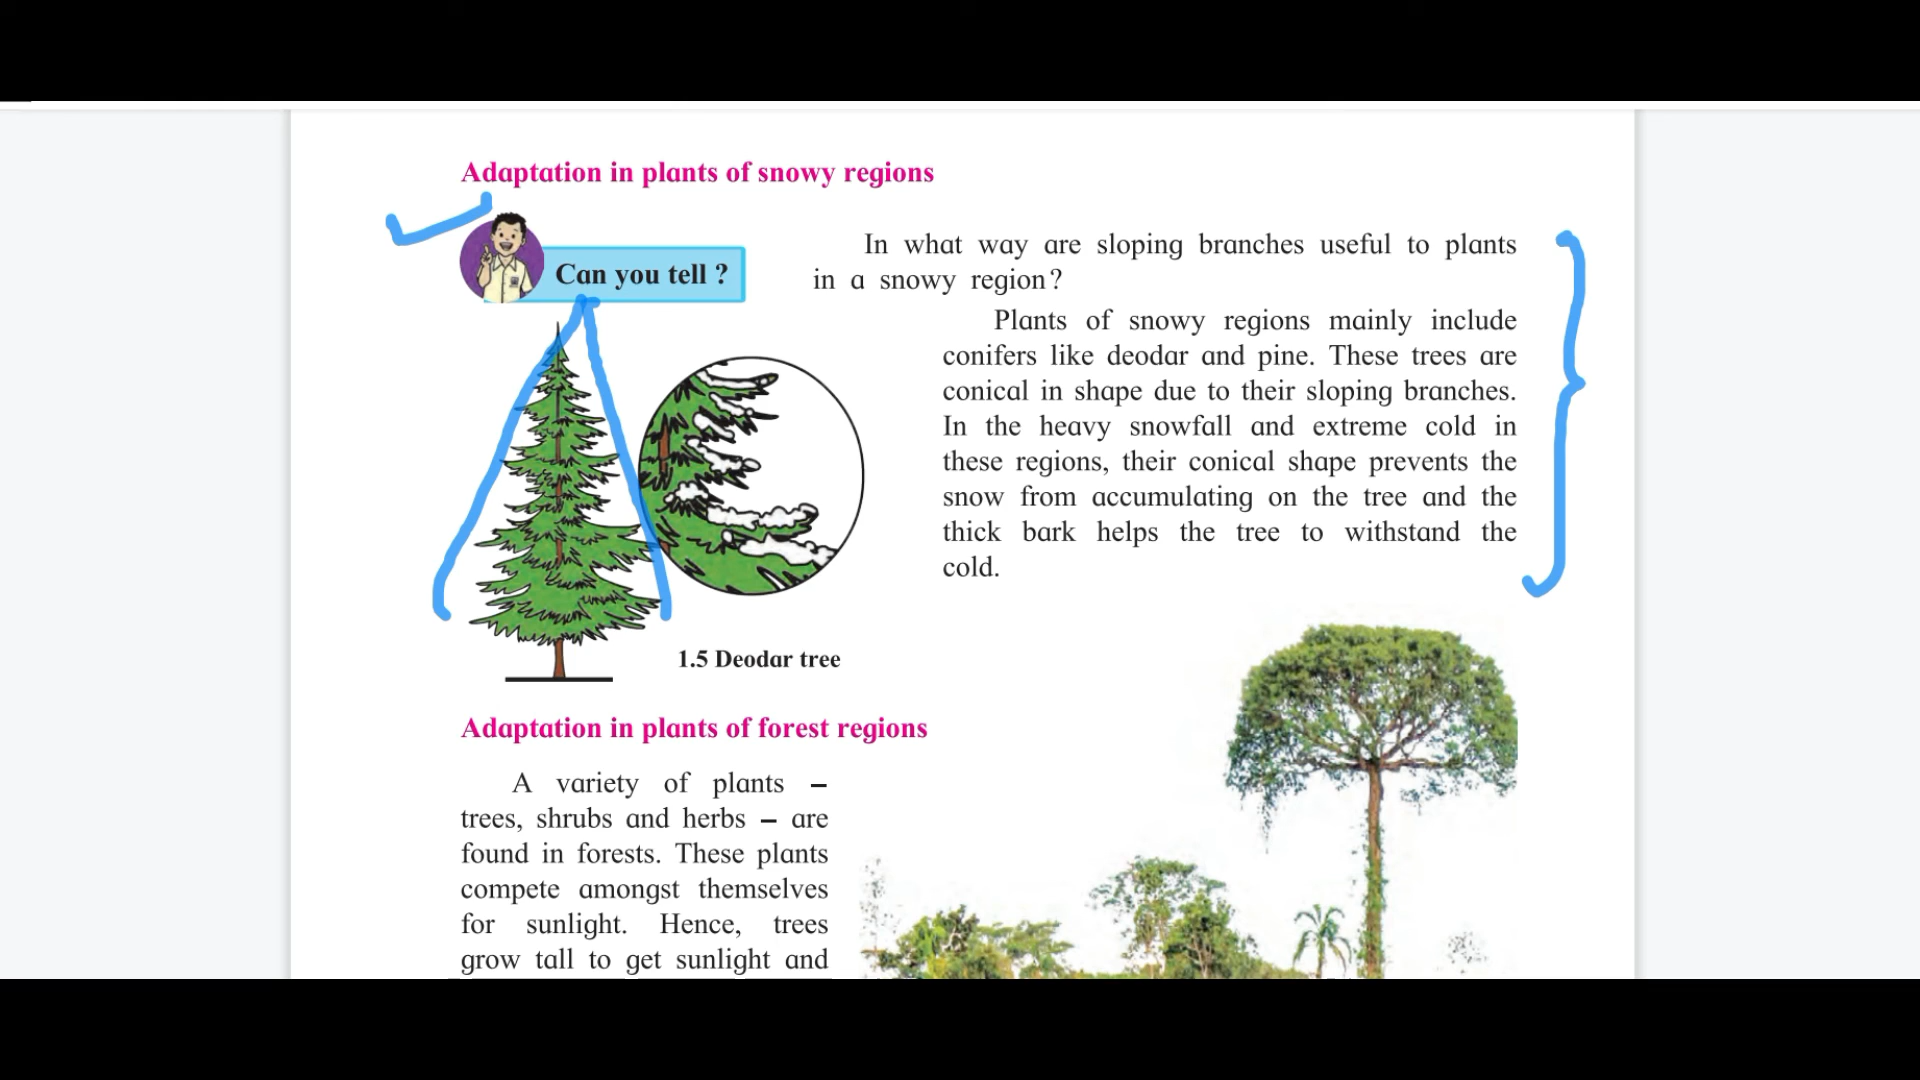 Adaptation in plants of snowy regions
Can you tell ?
In what way are sloping branches useful to plants
in a snowy region?
Plants of snowy regions mainly include
conifers like deodar and pine. These trees are
conical in shape due to their sloping branches.
In the heavy snowfall and extreme cold in
these regions, their conical shape prevents the
snow from accumulating on the tree and the
thick bark helps the tree to withstand the
cold.
1.5 Deodar tree
Adaptation in plants of forest regions
A variety of plants –
trees, shrubs and herbs – are
found in forests. These plants
compete amongst themselves
for sunlight. Hence, trees
grow tall to get sunlight and